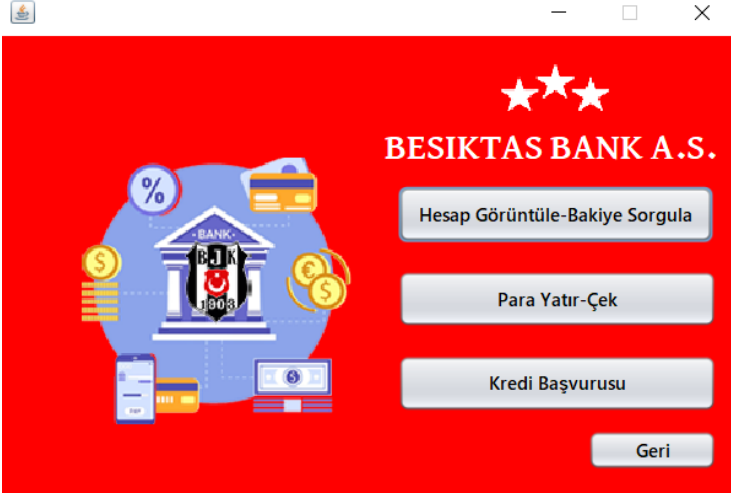 BESIKTAS BANK A.S.
Hesap Görüntüle-Bakiye Sorgula
Para Yatır-Çek
Kredi Başvurusu
Geri
%
BANK
BJK
1903
$
€
$
$